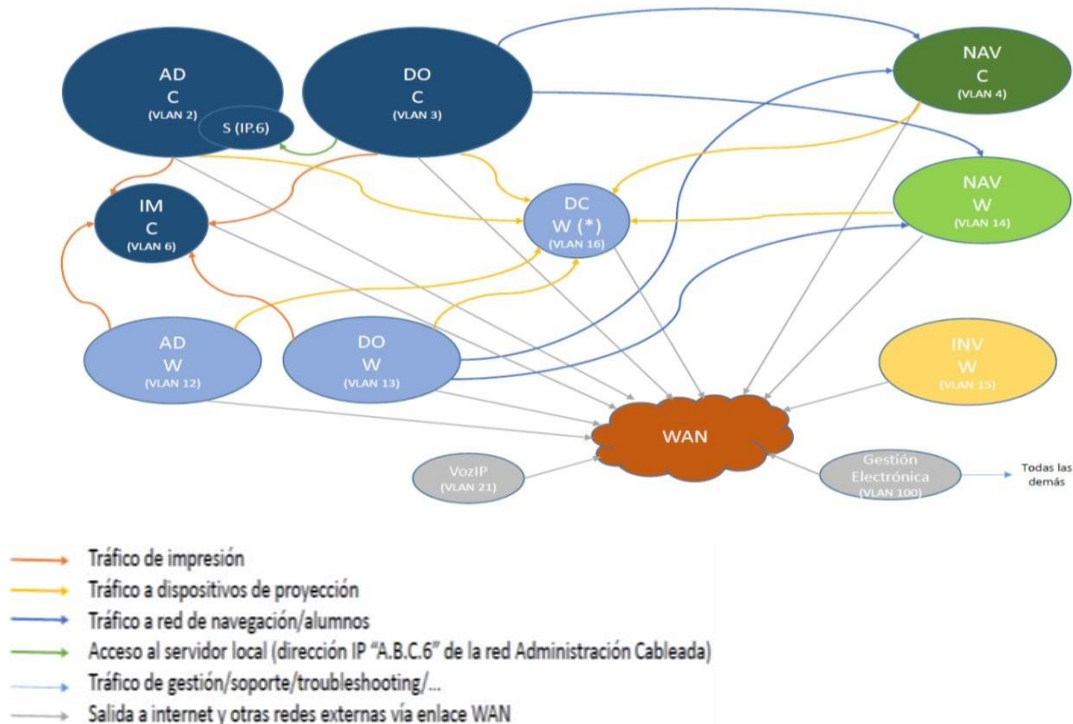 AD
C
(VLAN 2)
S (IP.6)
DO
C
(VLAN 3)
NAV
C
(VLAN 4)
IM
C
(VLAN 6)
DC
W (*)
(VLAN 16)
NAV
W
(VLAN 14)
AD
W
(VLAN 12)
DO
W
(VLAN 13)
INV
W
(VLAN 15)
WAN
VozIP
(VLAN 21)
Gestión
Electrónica
(VLAN 100)
Todas las
demás
Tráfico de impresión
Tráfico a dispositivos de proyección
Tráfico a red de navegación/alumnos
Acceso al servidor local (dirección IP “A.B.C.6” de la red Administración Cableada)
Tráfico de gestión/soporte/troubleshooting/...
Salida a internet y otras redes externas vía enlace WAN